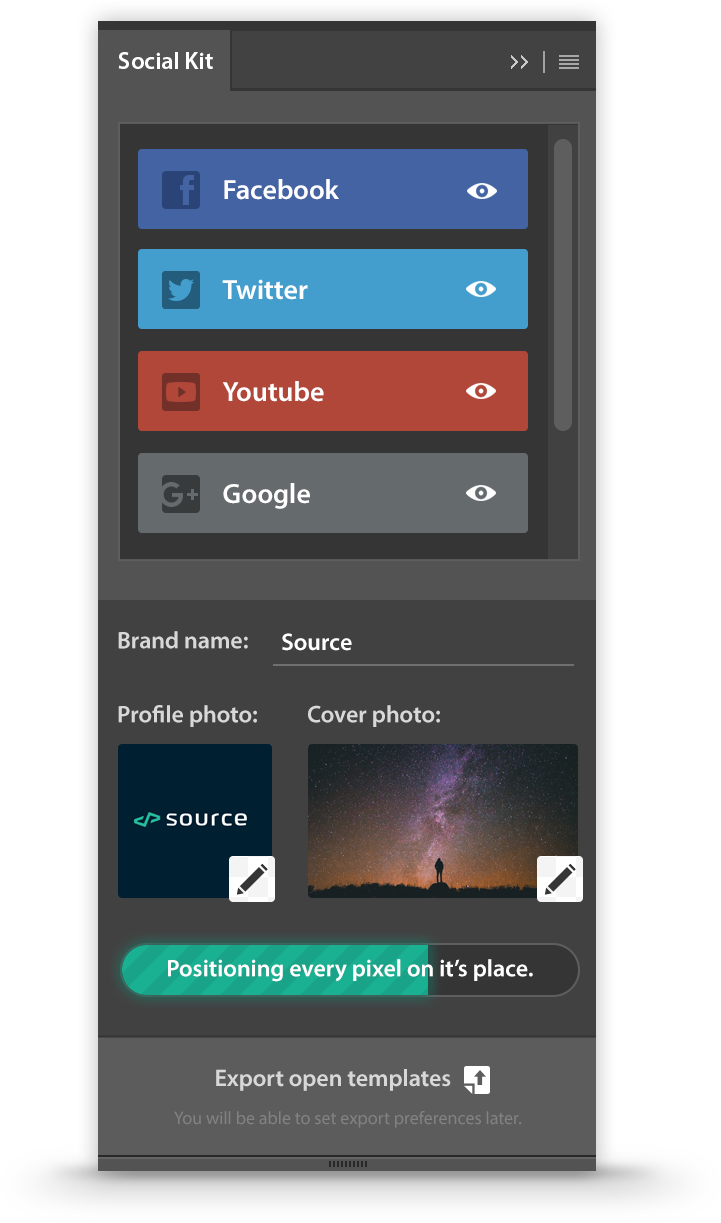 Social Kit
Facebook
Twitter
Youtube
Google
Brand name: Source
Profile photo: Cover photo:
</> source
Positioning every pixel on it's place.
Export open templates
You will be able to set export preferences later.